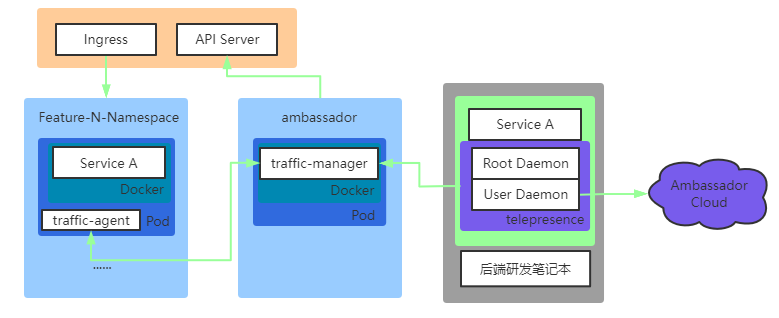 Ingress
API Server
Feature-N-Namespace
Service A
Docker
traffic-agent
Pod
......
ambassador
traffic-manager
Docker
Pod
Service A
Root Daemon
User Daemon
telepresence
后端研发笔记本
Ambassador
Cloud